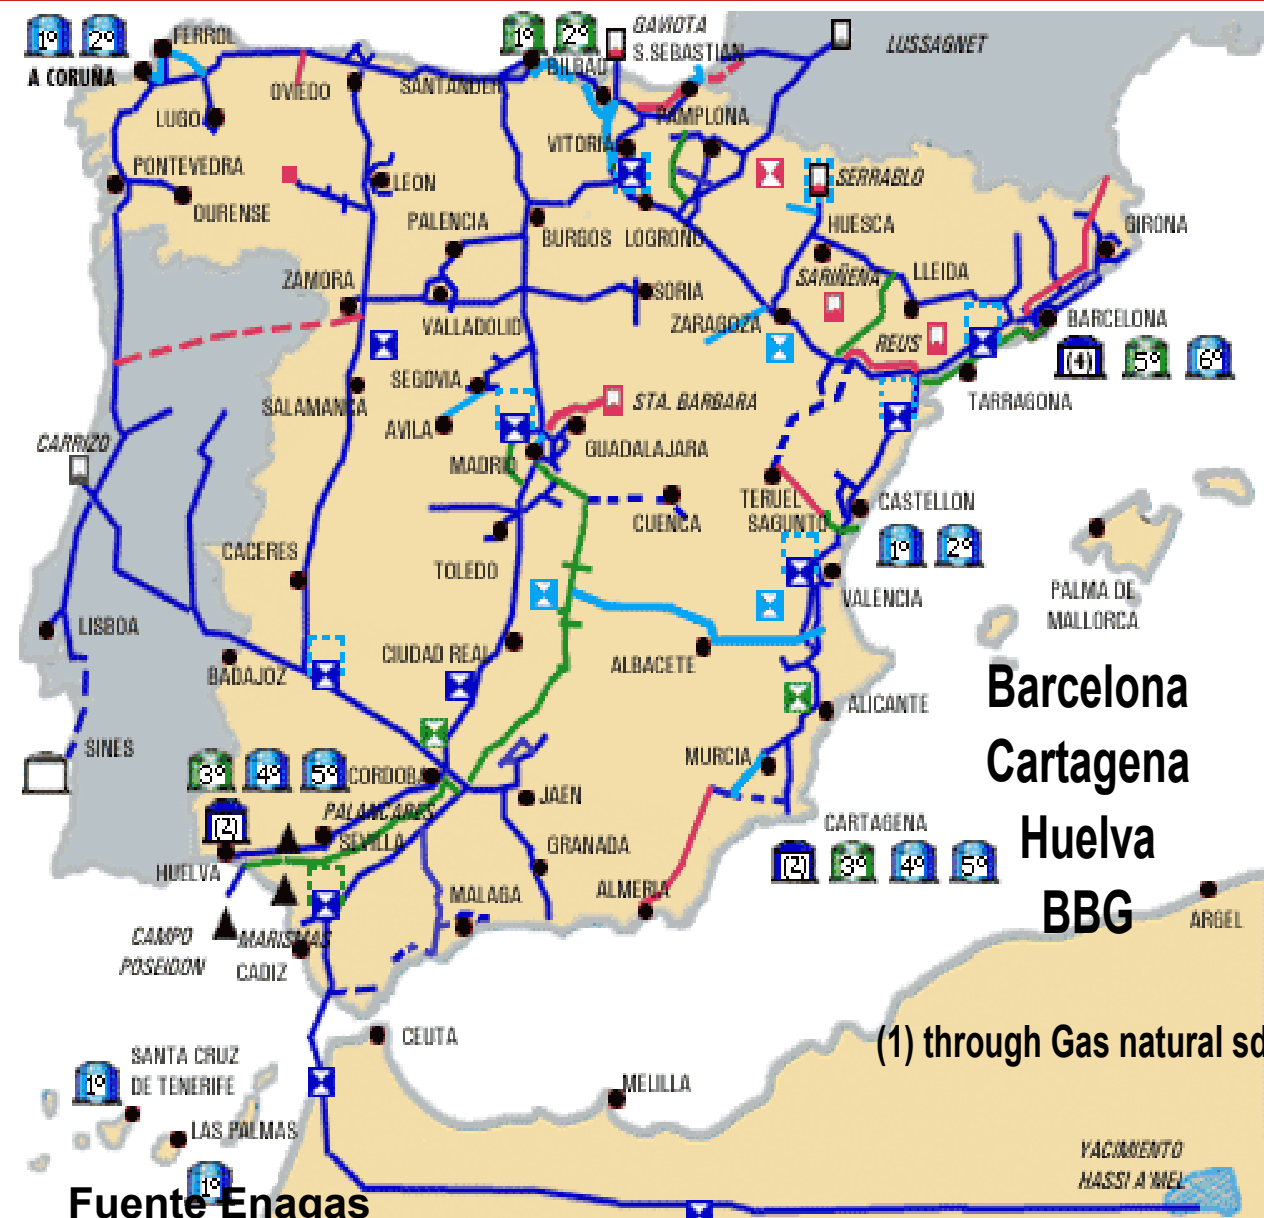 1º 2º
FERROL
A CORUÑA
LUGO
OVIEDO
SANTANDER
1º 2º
BILBAO
GAVIOTA
S.SEBASTIAN
LUSSAGNET
PAMPLONA
VITORIA
PONTEVEDRA
OURENSE
LEON
PALENCIA
BURGOS
LOGROÑO
SERRABLO
HUESCA
GIRONA
ZAMORA
VALLADOLID
SORIA
ZARAGOZA
SARIÑENA
LLEIDA
REUS
BARCELONA
(4) 5º 6º
TARRAGONA
SEGOVIA
SALAMANCA
AVILA
STA. BARBARA
MADRID
GUADALAJARA
CARRIZO
CUENCA
TERUEL
SAGUNTO
CASTELLON
1º 2º
CACERES
TOLEDO
VALENCIA
PALMA DE
MALLORCA
LISBOA
BADAJOZ
CIUDAD REAL
ALBACETE
ALICANTE
SINES
MURCIA
3º 4º 5º
CORDOBA
JAEN
PALANCARES
(2)
SEVILLA
HUELVA
GRANADA
CARTAGENA
(2) 3º 4º 5º
MALAGA
ALMERIA
CAMPO
POSEIDON
MARISMAS
CADIZ
ARGEL
CEUTA
MELILLA
SANTA CRUZ
DE TENERIFE
1º
LAS PALMAS
1º
YACIMIENTO
HASSI A'MEL
Barcelona
Cartagena
Huelva
BBG
(1) through Gas natural sd
Fuente Enagas